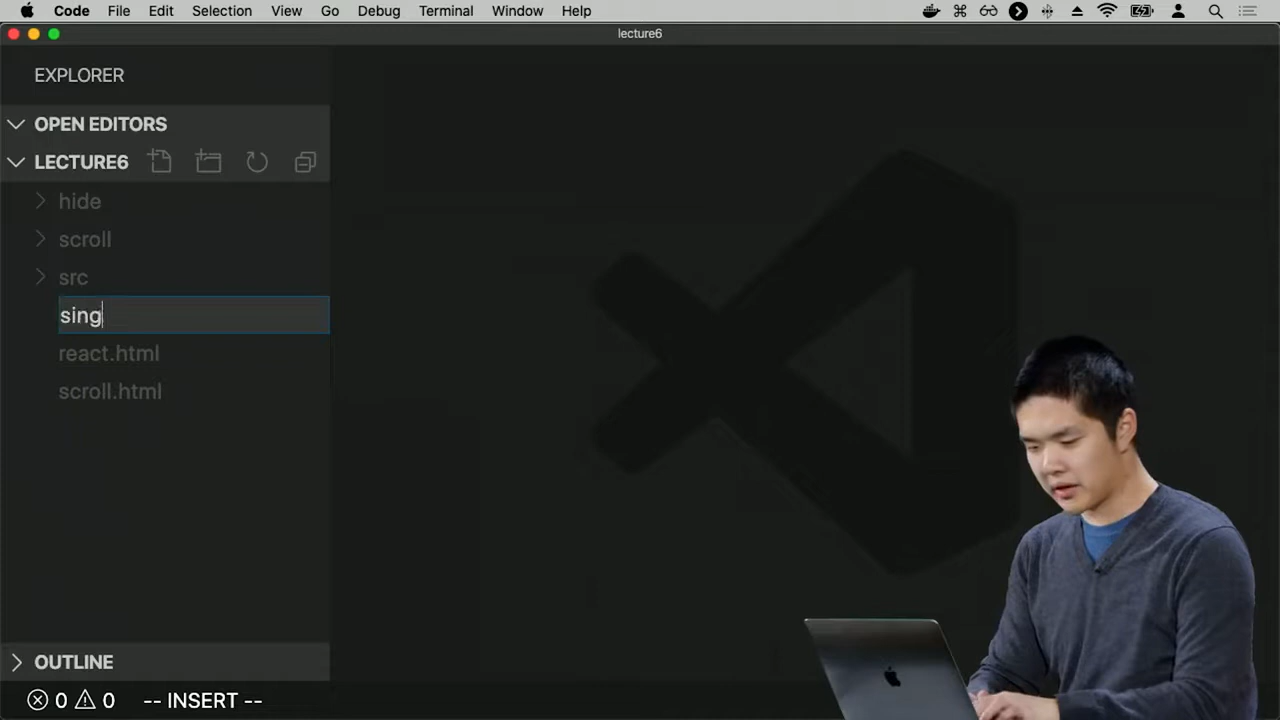 Code File Edit Selection View Go Debug Terminal Window Help
lecture6
EXPLORER
OPEN EDITORS
LECTURE6
hide
scroll
src
sing
react.html
scroll.html
OUTLINE
0 0 -- INSERT --